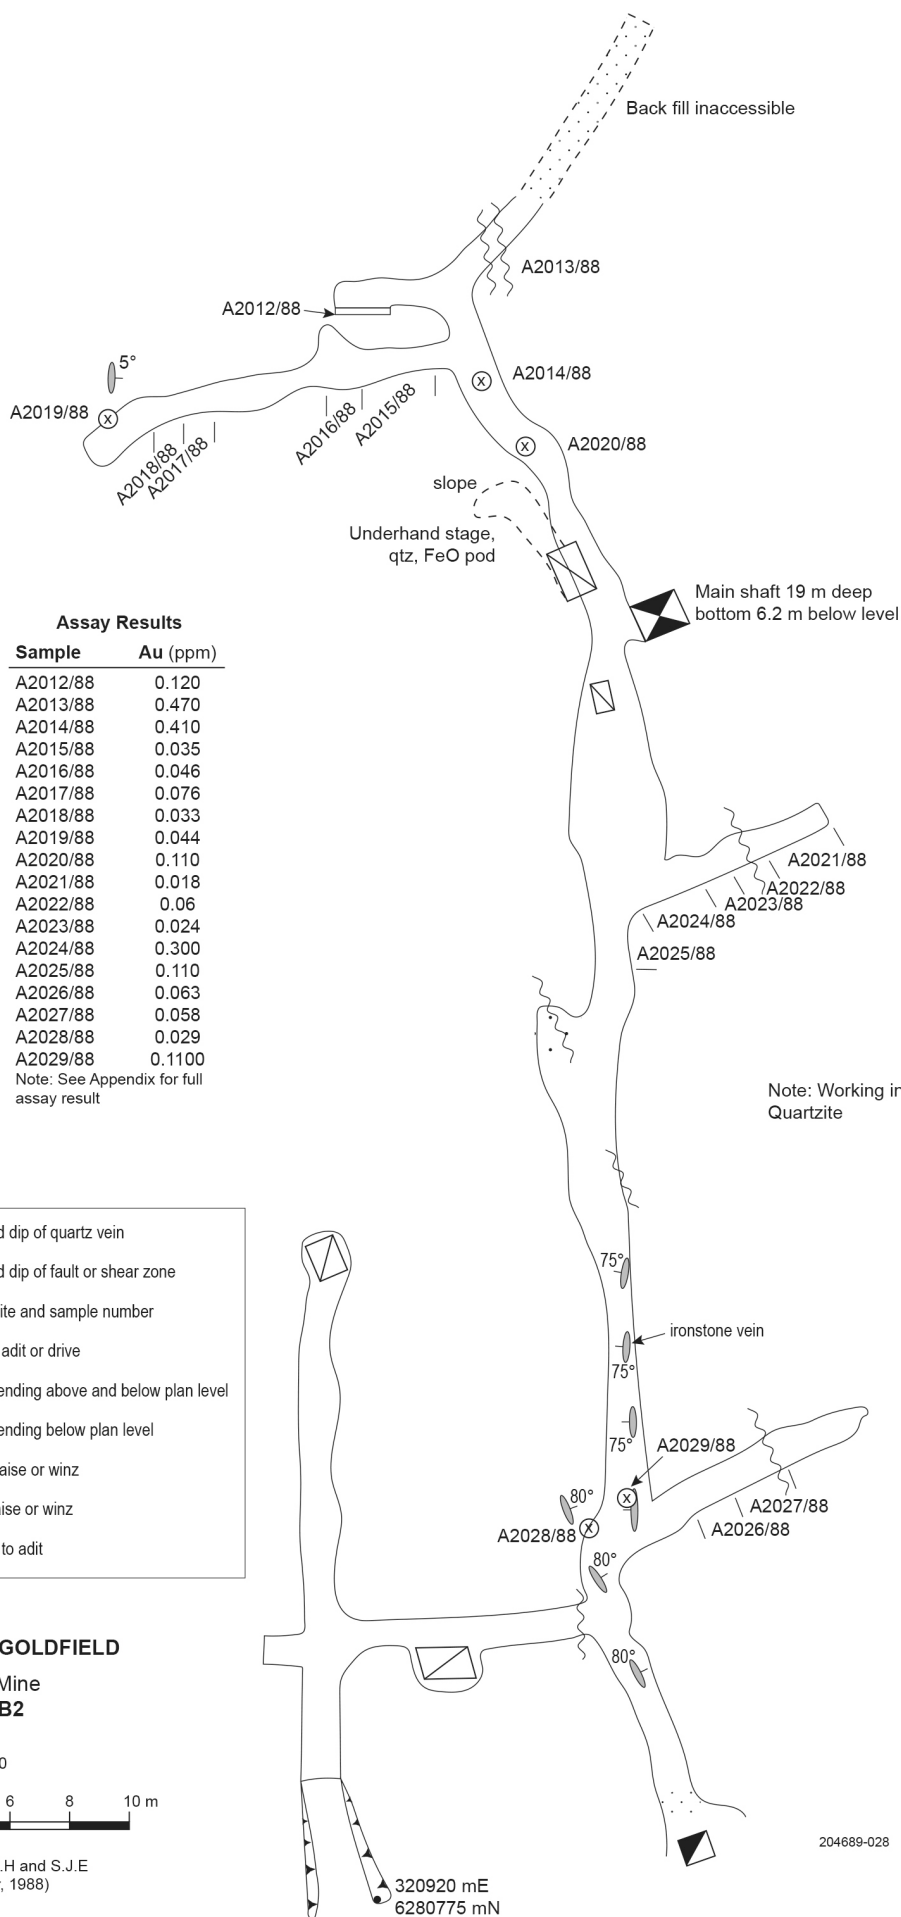 Back fill inaccessible
A2013/88
A2012/88
5°
A2014/88
A2019/88
A2020/88
A2016/88
A2015/88
A2018/88
A2017/88
slope
Underhand stage,
qtz, FeO pod
Main shaft 19 m deep
bottom 6.2 m below level
Assay Results
Sample Au (ppm)
A2012/88 0.120
A2013/88 0.470
A2014/88 0.410
A2015/88 0.035
A2016/88 0.046
A2017/88 0.076
A2018/88 0.033
A2019/88 0.044
A2020/88 0.110
A2021/88 0.018
A2022/88 0.06
A2023/88 0.024
A2024/88 0.300
A2025/88 0.110
A2026/88 0.063
A2027/88 0.058
A2028/88 0.029
A2029/88 0.1100
Note: See Appendix for full
assay result
A2021/88
A2022/88
A2023/88
A2024/88
A2025/88
Note: Working in
Quartzite
d dip of quartz vein
d dip of fault or shear zone
ite and sample number
adit or drive
ending above and below plan level
ending below plan level
aise or winz
ise or winz
to adit
75°
ironstone vein
75°
75°
A2029/88
80°
A2028/88
A2027/88
A2026/88
80°
80°
GOLDFIELD
Mine
B2
0
6 8 10 m
.H and S.J.E
, 1988)
204689-028
320920 mE
6280775 mN